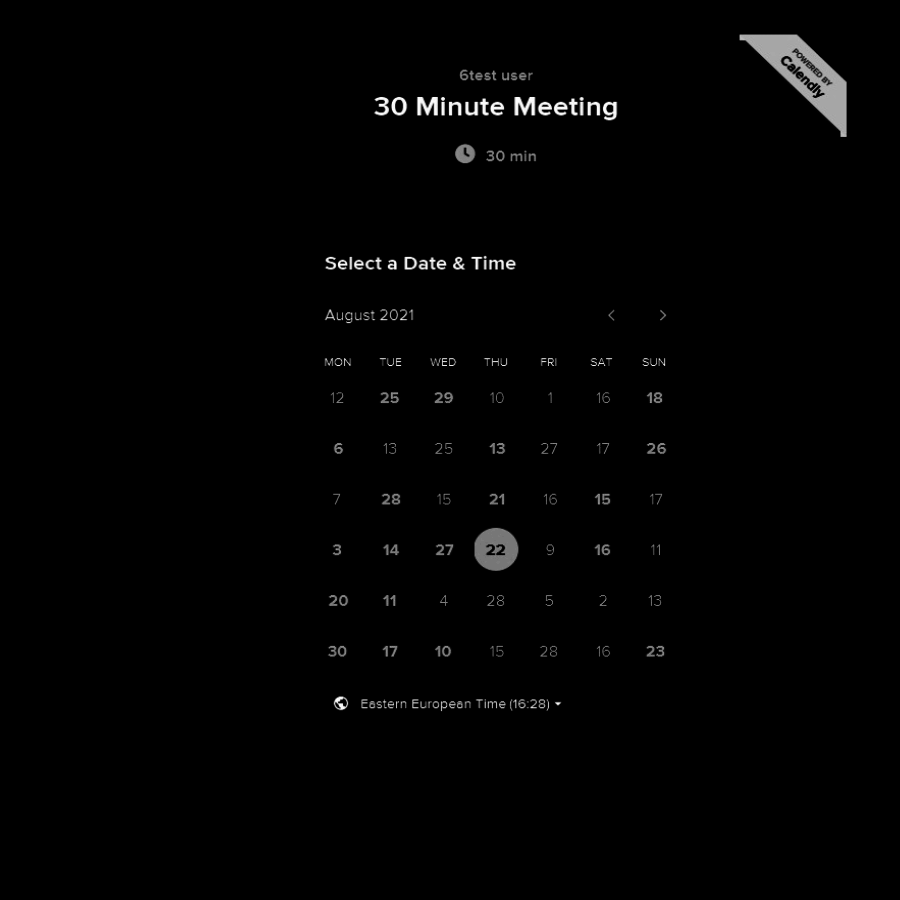 POWERED BY
Calendly
6test user
30 Minute Meeting
30 min
Select a Date & Time
August 2021
MON TUE WED THU FRI SAT SUN
12 25 29 10 1 16 18
6 13 25 13 27 17 26
7 28 15 21 16 15 17
3 14 27 22 9 16 11
20 11 4 28 5 2 13
30 17 10 15 28 16 23
Eastern European Time (16:28)